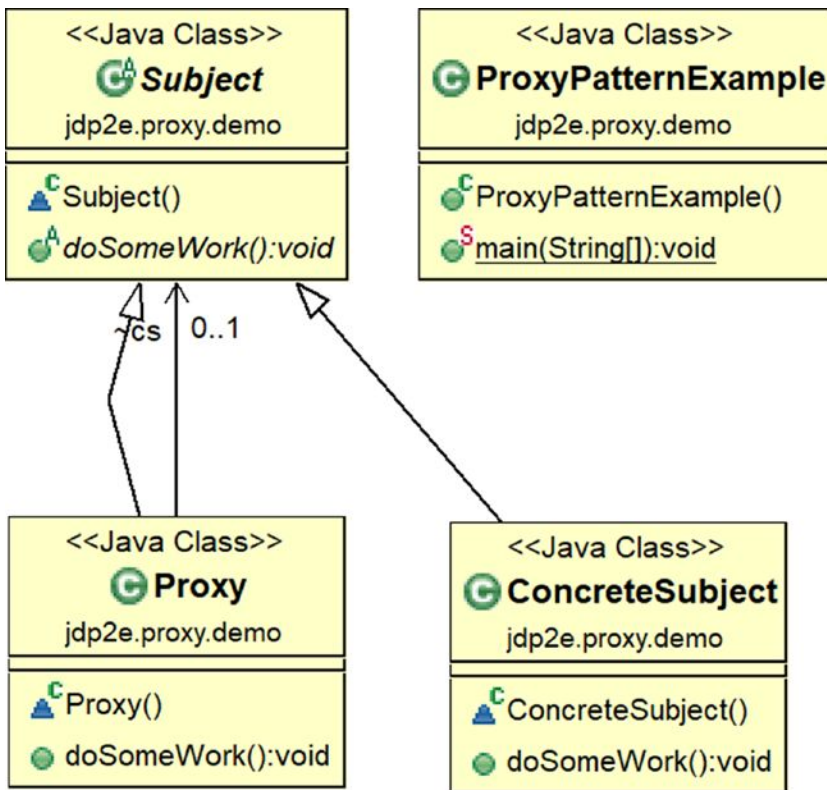 <<Java Class>>
Subject
jdp2e.proxy.demo
Subject()
doSomeWork():void
<<Java Class>>
ProxyPatternExample
jdp2e.proxy.demo
ProxyPatternExample()
main(String[]):void
~cs
0..1
<<Java Class>>
Proxy
jdp2e.proxy.demo
Proxy()
doSomeWork():void
<<Java Class>>
ConcreteSubject
jdp2e.proxy.demo
ConcreteSubject()
doSomeWork():void